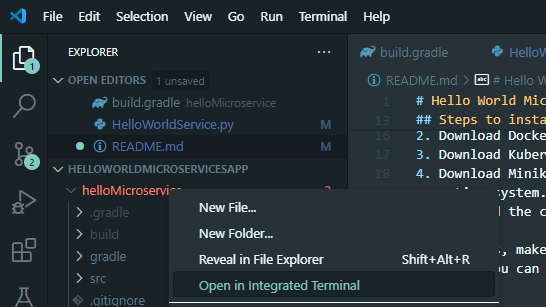 File Edit Selection View Go Run Terminal Help
EXPLORER
OPEN EDITORS 1 unsaved
build.gradle helloMicroservice
HelloWorldService.py M
README.md M
HELLOWORLDMICROSERVICESAPP
helloMicroservice
.gradle
build
gradle
src
.gitignore
1
2
New File...
New Folder...
Reveal in File Explorer Shift+Alt+R
Open in Integrated Terminal
build.gradle HelloW
README.md > # Hello W
1 # Hello World Mic
13 ## Steps to insta
16 2. Download Docke
17 3. Download Kuber
18 4. Download Minik
system.
d the c
s, make
ou can